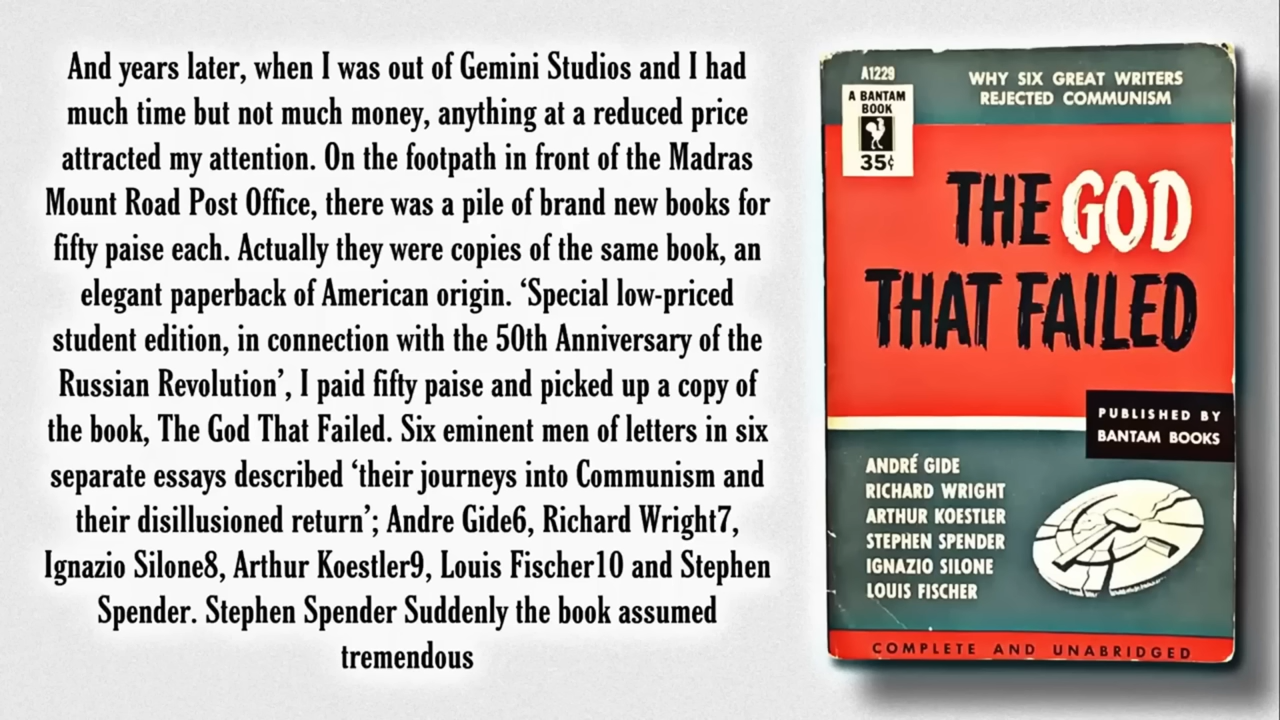 And years later, when I was out of Gemini Studios and I had
much time but not much money, anything at a reduced price
attracted my attention. On the footpath in front of the Madras
Mount Road Post Office, there was a pile of brand new books for
fifty paise each. Actually they were copies of the same book, an
elegant paperback of American origin. ‘Special low-priced
student edition, in connection with the 50th Anniversary of the
Russian Revolution’, I paid fifty paise and picked up a copy of
the book, The God That Failed. Six eminent men of letters in six
separate essays described ‘their journeys into Communism and
their disillusioned return’; Andre Gide6, Richard Wright7,
Ignazio Silone8, Arthur Koestler9, Louis Fischer10 and Stephen
Spender. Stephen Spender Suddenly the book assumed
tremendous
A1229
A BANTAM
BOOK
35¢
WHY SIX GREAT WRITERS
REJECTED COMMUNISM
THE GOD
THAT FAILED
PUBLISHED BY
BANTAM BOOKS
ANDRÉ GIDE
RICHARD WRIGHT
ARTHUR KOESTLER
STEPHEN SPENDER
IGNAZIO SILONE
LOUIS FISCHER
COMPLETE AND UNABRIDGED